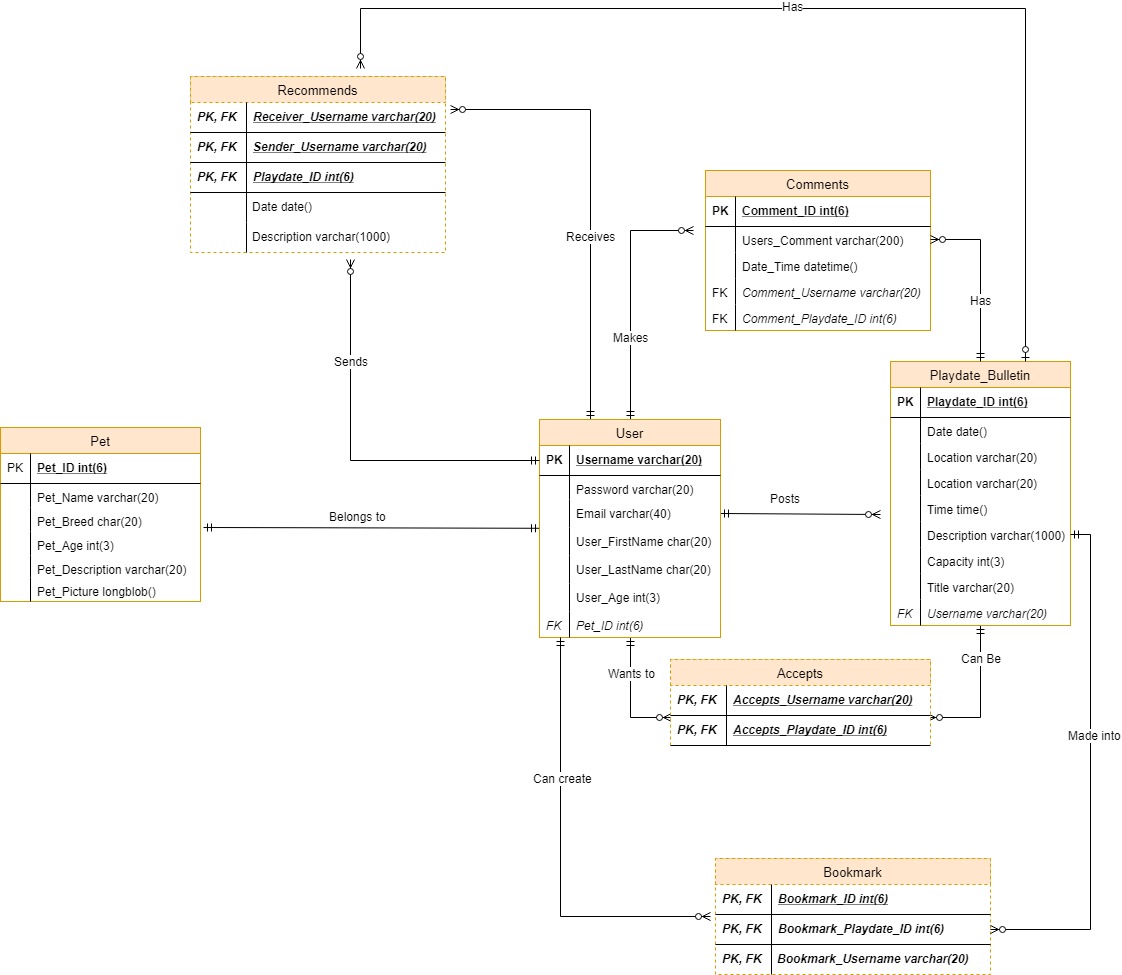 Has
Recommends
PK, FK Receiver_Username varchar(20)
PK, FK Sender_Username varchar(20)
PK, FK Playdate_ID int(6)
Date date()
Description varchar(1000)
Receives
Comments
PK Comment_ID int(6)
Users_Comment varchar(200)
Date_Time datetime()
FK Comment_Username varchar(20)
FK Comment_Playdate_ID int(6)
Has
Makes
Sends
Playdate_Bulletin
PK Playdate_ID int(6)
Date date()
Location varchar(20)
Location varchar(20)
Time time()
Description varchar(1000)
Capacity int(3)
Title varchar(20)
FK Username varchar(20)
Pet
PK Pet_ID int(6)
Pet_Name varchar(20)
Pet_Breed char(20)
Pet_Age int(3)
Pet_Description varchar(20)
Pet_Picture longblob()
Belongs to
User
PK Username varchar(20)
Password varchar(20)
Email varchar(40)
User_FirstName char(20)
User_LastName char(20)
User_Age int(3)
FK Pet_ID int(6)
Posts
Wants to
Can Be
Accepts
PK, FK Accepts_Username varchar(20)
PK, FK Accepts_Playdate_ID int(6)
Made into
Can create
Bookmark
PK, FK Bookmark_ID int(6)
PK, FK Bookmark_Playdate_ID int(6)
PK, FK Bookmark_Username varchar(20)